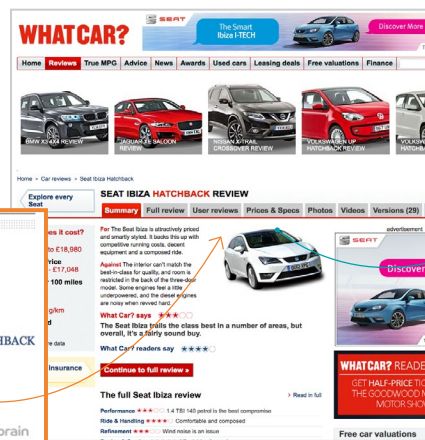 WHATCAR?
SEAT
The Smart
Ibiza I-TECH
Discover More
Home Reviews True MPG Advice News Awards Used cars Leasing deals Free valuations Finance
BMW X3 4X4 REVIEW
JAGUAR XE SALOON
REVIEW
NISSAN X-TRAIL
CROSSOVER REVIEW
VOLKSWAGEN UP
HATCHBACK REVIEW
Home > Car reviews > Seat Ibiza Hatchback
Explore every
Seat
SEAT IBIZA HATCHBACK REVIEW
Summary Full review User reviews Prices & Specs Photos Videos Versions (29)
es it cost?
to £18,980
rice
- £17,048
100 miles
g/km
d
re data
Insurance
HBACK
brain
For The Seat Ibiza is attractively priced
and smartly styled. It backs this up with
competitive running costs, decent
equipment and a composed ride.
Against The interior can't match the
best-in-class for quality, and room is
restricted in the back of the three-door
model. Some engines feel a little
underpowered, and the diesel engines
are noisy when revved hard.
What Car? says
The Seat Ibiza trails the class best in a number of areas, but
overall, it's a fairly sound buy.
What Car? readers say
Continue to full review »
The full Seat Ibiza review
> Read in full
Performance 1.4 TSI 140 petrol is the best compromise
Ride & Handling Comfortable and composed
Refinement Wind noise is an issue
advertisement
SEAT
Discover
WHATCAR? READE
GET HALF-PRICE TIC
THE GOODWOOD M
MOTOR SHOW
Free car valuations